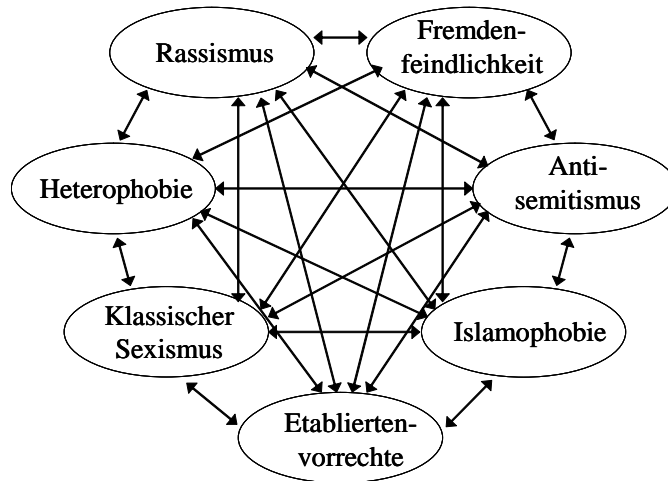 Rassismus
Fremden-
feindlichkeit
Heterophobie
Anti-
semitismus
Klassischer
Sexismus
Islamophobie
Etablierten-
vorrechte